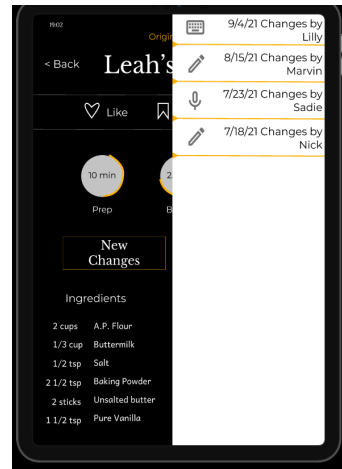 19:02
Origin
< Back
Leah's
Like
10 min
2
Prep
B
New
Changes
Ingredients
2 cups A.P. Flour
1/3 cup Buttermilk
1/2 tsp Salt
2 1/2 tsp Baking Powder
2 sticks Unsalted butter
1 1/2 tsp Pure Vanilla
9/4/21 Changes by
Lilly
8/15/21 Changes by
Marvin
7/23/21 Changes by
Sadie
7/18/21 Changes by
Nick